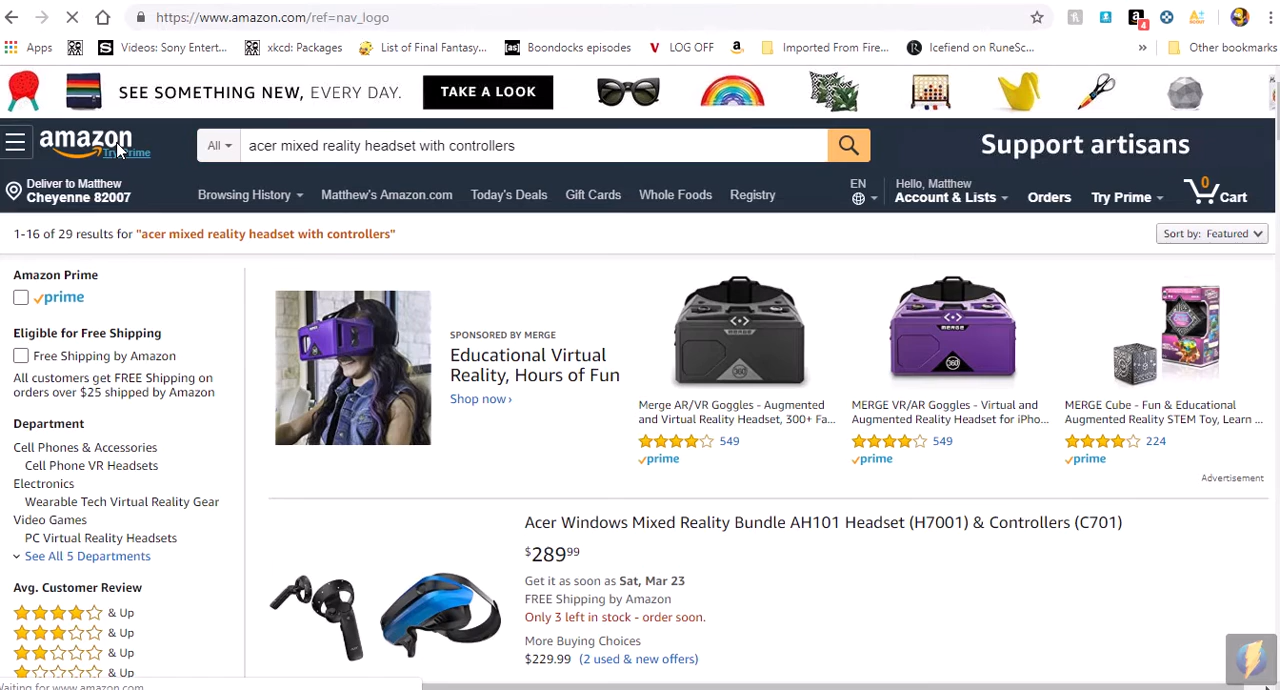 https://www.amazon.com/ref=nav_logo
4
Apps
Videos: Sony Entert...
xkcd: Packages
List of Final Fantasy...
[as] Boondocks episodes
LOG OFF
Imported From Fire...
Icefiend on RuneSc...
» Other bookmarks
SEE SOMETHING NEW, EVERY DAY.
TAKE A LOOK
amazon
Try Prime
All
acer mixed reality headset with controllers
Support artisans
Deliver to Matthew
Cheyenne 82007
Browsing History
Matthew's Amazon.com
Today's Deals
Gift Cards
Whole Foods
Registry
EN
Hello, Matthew
Account & Lists
Orders
Try Prime
0
Cart
1-16 of 29 results for "acer mixed reality headset with controllers"
Sort by: Featured
Amazon Prime
prime
Eligible for Free Shipping
Free Shipping by Amazon
All customers get FREE Shipping on
orders over $25 shipped by Amazon
Department
Cell Phones & Accessories
Cell Phone VR Headsets
Electronics
Wearable Tech Virtual Reality Gear
Video Games
PC Virtual Reality Headsets
See All 5 Departments
Avg. Customer Review
& Up
& Up
& Up
& Up
SPONSORED BY MERGE
Educational Virtual
Reality, Hours of Fun
Shop now ›
Merge AR/VR Goggles - Augmented
and Virtual Reality Headset, 300+ Fa...
549
prime
MERGE VR/AR Goggles - Virtual and
Augmented Reality Headset for iPho...
549
prime
MERGE Cube - Fun & Educational
Augmented Reality STEM Toy, Learn ...
224
prime
Advertisement
Acer Windows Mixed Reality Bundle AH101 Headset (H7001) & Controllers (C701)
$289 99
Get it as soon as Sat, Mar 23
FREE Shipping by Amazon
Only 3 left in stock - order soon.
More Buying Choices
$229.99 (2 used & new offers)
Waiting for www.amazon.com